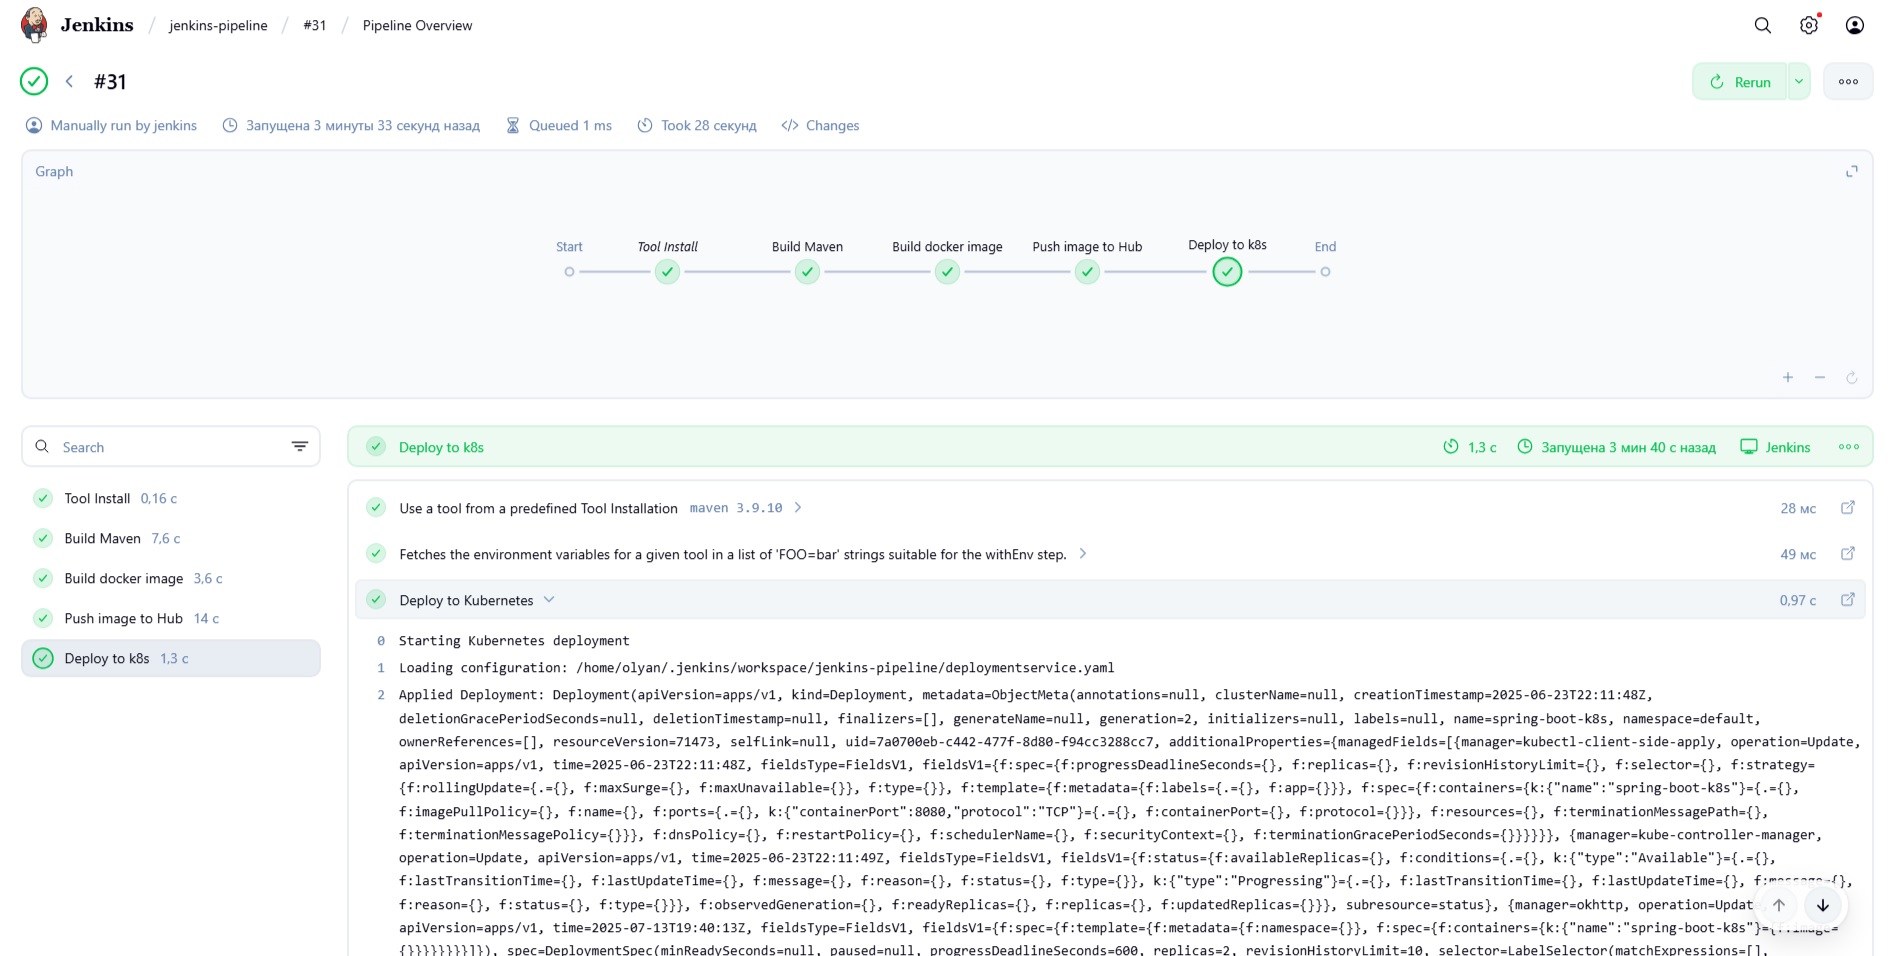 Jenkins / jenkins-pipeline / #31 / Pipeline Overview
#31
Rerun
Manually run by jenkins Запущена 3 минуты 33 секунд назад Queued 1 ms Took 28 секунд Changes
Graph
Start Tool Install Build Maven Build docker image Push image to Hub Deploy to k8s End
Search
Tool Install 0,16 с
Build Maven 7,6 с
Build docker image 3,6 с
Push image to Hub 14 с
Deploy to k8s 1,3 с
Deploy to k8s 1,3 с Запущена 3 мин 40 с назад Jenkins
Use a tool from a predefined Tool Installation maven 3.9.10 28 мс
Fetches the environment variables for a given tool in a list of 'FOO=bar' strings suitable for the withEnv step. 49 мс
Deploy to Kubernetes 0,97 с
0 Starting Kubernetes deployment
1 Loading configuration: /home/olyan/.jenkins/workspace/jenkins-pipeline/deploymentservice.yaml
2 Applied Deployment: Deployment(apiVersion=apps/v1, kind=Deployment, metadata=ObjectMeta(annotations=null, clusterName=null, creationTimestamp=2025-06-23T22:11:48Z,
deletionGracePeriodSeconds=null, deletionTimestamp=null, finalizers=[], generateName=null, generation=2, initializers=null, labels=null, name=spring-boot-k8s, namespace=default,
ownerReferences=[], resourceVersion=71473, selfLink=null, uid=7a0700eb-c442-477f-8d80-f94cc3288cc7, additionalProperties={managedFields=[{manager=kubectl-client-side-apply, operation=Update,
apiVersion=apps/v1, time=2025-06-23T22:11:48Z, fieldsType=FieldsV1, fieldsV1={f:spec={f:progressDeadlineSeconds={}, f:replicas={}, f:revisionHistoryLimit={}, f:selector={}, f:strategy=
{f:rollingUpdate={.={}, f:maxSurge={}, f:maxUnavailable={}}, f:type={}}, f:template={f:metadata={f:labels={.={}, f:app={}}}, f:spec={f:containers={k:{"name":"spring-boot-k8s"}={.={},
f:imagePullPolicy={}, f:name={}, f:ports={.={}, k:{"containerPort":8080,"protocol":"TCP"}={.={}, f:containerPort={}, f:protocol={}}}, f:resources={}, f:terminationMessagePath={},
f:terminationMessagePolicy={}}}, f:dnsPolicy={}, f:restartPolicy={}, f:schedulerName={}, f:securityContext={}, f:terminationGracePeriodSeconds={}}}}}}, {manager=kube-controller-manager,
operation=Update, apiVersion=apps/v1, time=2025-06-23T22:11:49Z, fieldsType=FieldsV1, fieldsV1={f:status={f:availableReplicas={}, f:conditions={.={}, k:{"type":"Available"}={.={},
f:lastTransitionTime={}, f:lastUpdateTime={}, f:message={}, f:reason={}, f:status={}, f:type={}}, k:{"type":"Progressing"}={.={}, f:lastTransitionTime={}, f:lastUpdateTime={}, f:message={},
f:reason={}, f:status={}, f:type={}}}, f:observedGeneration={}, f:readyReplicas={}, f:replicas={}, f:updatedReplicas={}}}, subresource=status}, {manager=okhttp, operation=Update,
apiVersion=apps/v1, time=2025-07-13T19:40:13Z, fieldsType=FieldsV1, fieldsV1={f:spec={f:template={f:metadata={f:namespace={}}, f:spec={f:containers={k:{"name":"spring-boot-k8s"}={f:image=
{}}}}}}}}]}), spec=DeploymentSpec(minReadySeconds=null, paused=null, progressDeadlineSeconds=600, replicas=2, revisionHistoryLimit=10, selector=LabelSelector(matchExpressions=[],